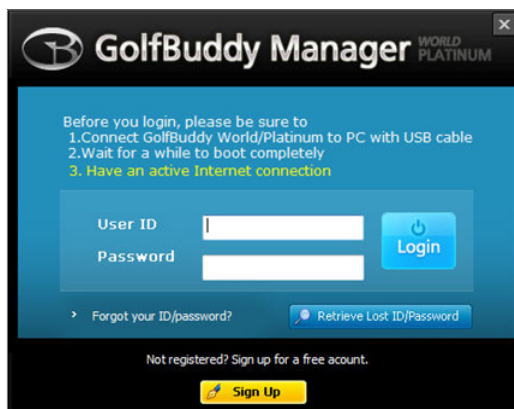 GolfBuddy Manager WORLD PLATINUM
Before you login, please be sure to
1.Connect GolfBuddy World/Platinum to PC with USB cable
2.Wait for a while to boot completely
3. Have an active Internet connection
User ID
Password
Login
Forgot your ID/password?
Retrieve Lost ID/Password
Not registered? Sign up for a free acount.
Sign Up